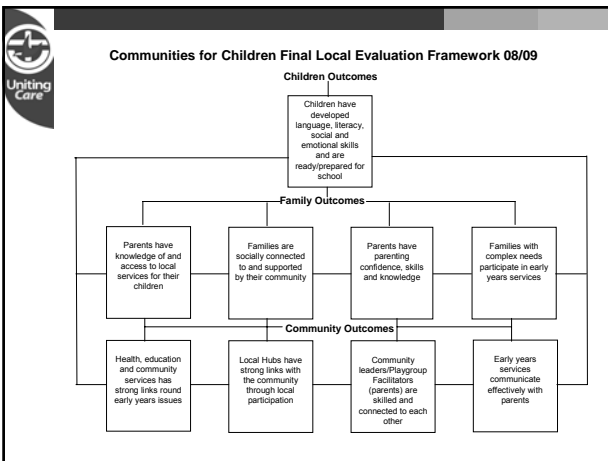 Uniting
Care
Communities for Children Final Local Evaluation Framework 08/09
Children Outcomes
Children have
developed
language, literacy,
social and
emotional skills
and are
ready/prepared for
school
Family Outcomes
Parents have
knowledge of and
access to local
services for their
children
Families are
socially connected
to and supported
by their community
Parents have
parenting
confidence, skills
and knowledge
Families with
complex needs
participate in early
years services
Community Outcomes
Health, education
and community
services has
strong links round
early years issues
Local Hubs have
strong links with
the community
through local
participation
Community
leaders/Playgroup
Facilitators
(parents) are
skilled and
connected to each
other
Early years
services
communicate
effectively with
parents